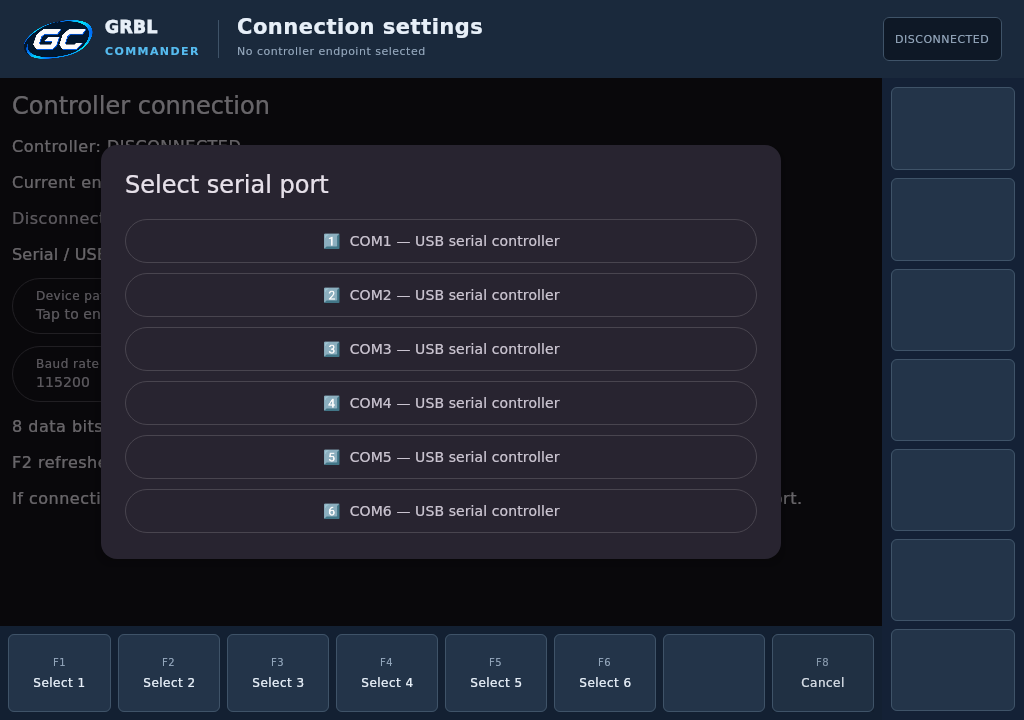 GC
GRBL
COMMANDER
Connection settings
No controller endpoint selected
DISCONNECTED
Controller connection
Controller: DISCONNECTED
Current en
Disconnect
Serial / USB
Device pa
Tap to en
Baud rate
115200
8 data bits
F2 refreshe
If connecti
rt.
Select serial port
1 COM1 — USB serial controller
2 COM2 — USB serial controller
3 COM3 — USB serial controller
4 COM4 — USB serial controller
5 COM5 — USB serial controller
6 COM6 — USB serial controller
F1
Select 1
F2
Select 2
F3
Select 3
F4
Select 4
F5
Select 5
F6
Select 6
F8
Cancel